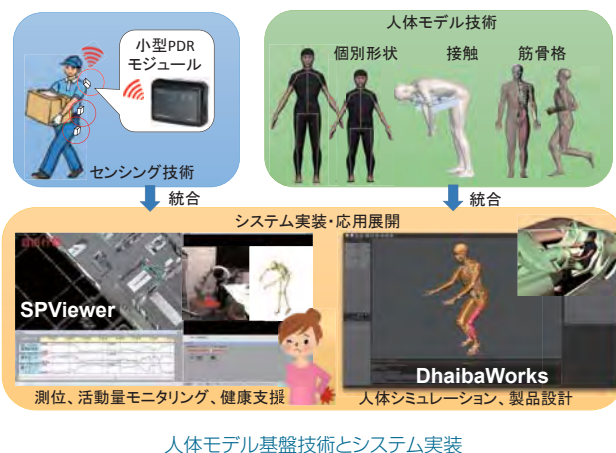 小型PDR
モジュール
センシング技術
人体モデル技術
個別形状 接触 筋骨格
統合 統合
システム実装・応用展開
SPViewer
DhaibaWorks
測位、活動量モニタリング、健康支援
人体シミュレーション、製品設計
人体モデル基盤技術とシステム実装